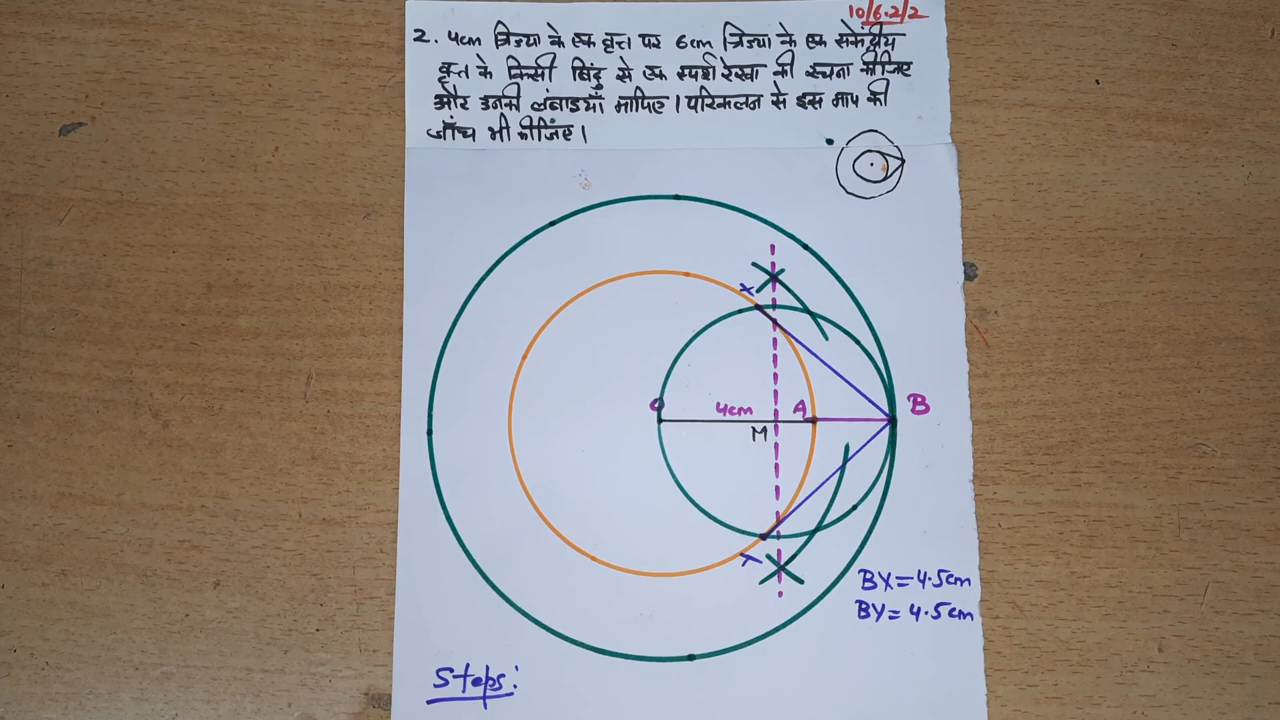 10/6.2/2
2. 4cm त्रिज्या के एक वृत्त पर 6cm त्रिज्या के एक सकेंद्रीय
वृत्त के किसी बिंदु से एक स्पर्श रेखा की रचना कीजिए
और उनकी लंबाइयाँ मापिए। परिकलन से इस माप की
जाँच भी कीजिए।
X
O 4cm A B
M
Y
BX=4.5cm
BY=4.5cm
Steps: